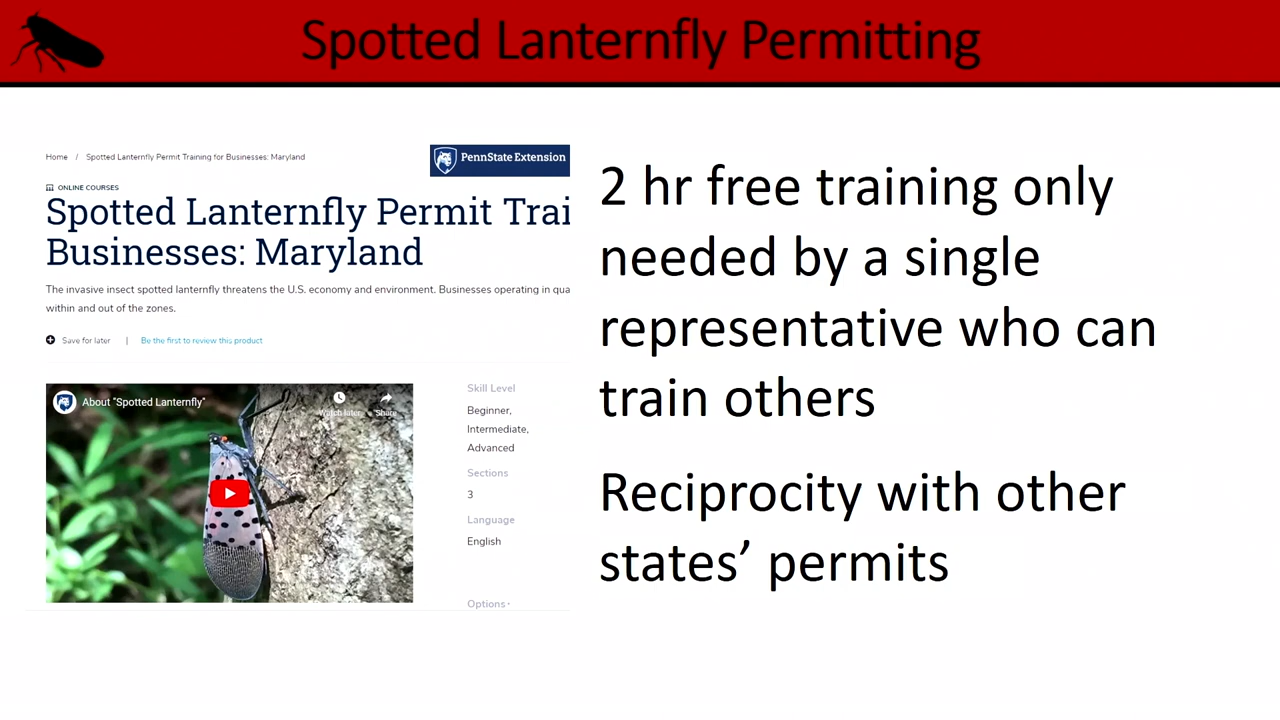 Spotted Lanternfly Permitting
Home / Spotted Lanternfly Permit Training for Businesses: Maryland
PennState Extension
ONLINE COURSES
Spotted Lanternfly Permit Trai
Businesses: Maryland
The invasive insect spotted lanternfly threatens the U.S. economy and environment. Businesses operating in qua
within and out of the zones.
Save for later | Be the first to review this product
About "Spotted Lanternfly"
Watch later
Share
Skill Level
Beginner,
Intermediate,
Advanced
Sections
3
Language
English
Options
2 hr free training only
needed by a single
representative who can
train others
Reciprocity with other
states’ permits